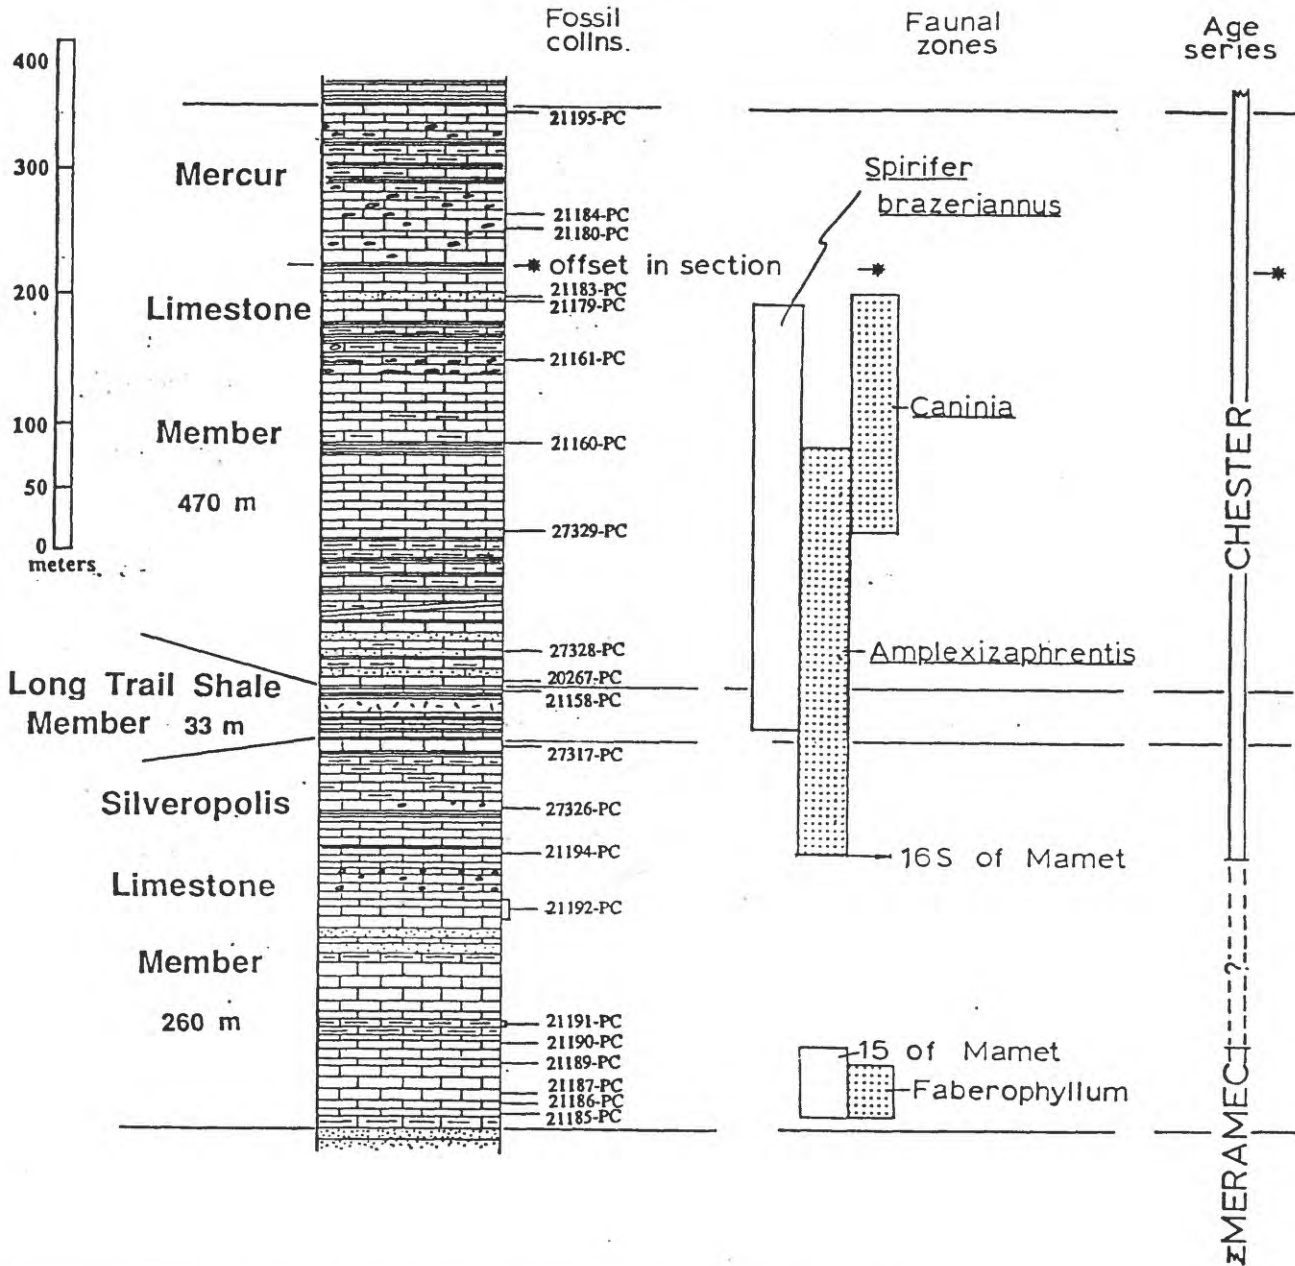 Fossil
collns.
Faunal
zones
Age
series
400
300
200
100
50
0
meters
Mercur
Limestone
Member
470 m
Long Trail Shale
Member 33 m
Silveropolis
Limestone
Member
260 m
21195-PC
21184-PC
21180-PC
* offset in section
21183-PC
21179-PC
21161-PC
21160-PC
27329-PC
27328-PC
20267-PC
21158-PC
27317-PC
27326-PC
21194-PC
21192-PC
21191-PC
21190-PC
21189-PC
21187-PC
21186-PC
21185-PC
Spirifer
brazeriannus
*
Caninia
Amplexizaphrentis
16S of Mamet
15 of Mamet
Faberophyllum
*
CHESTER
?
MERAMEC